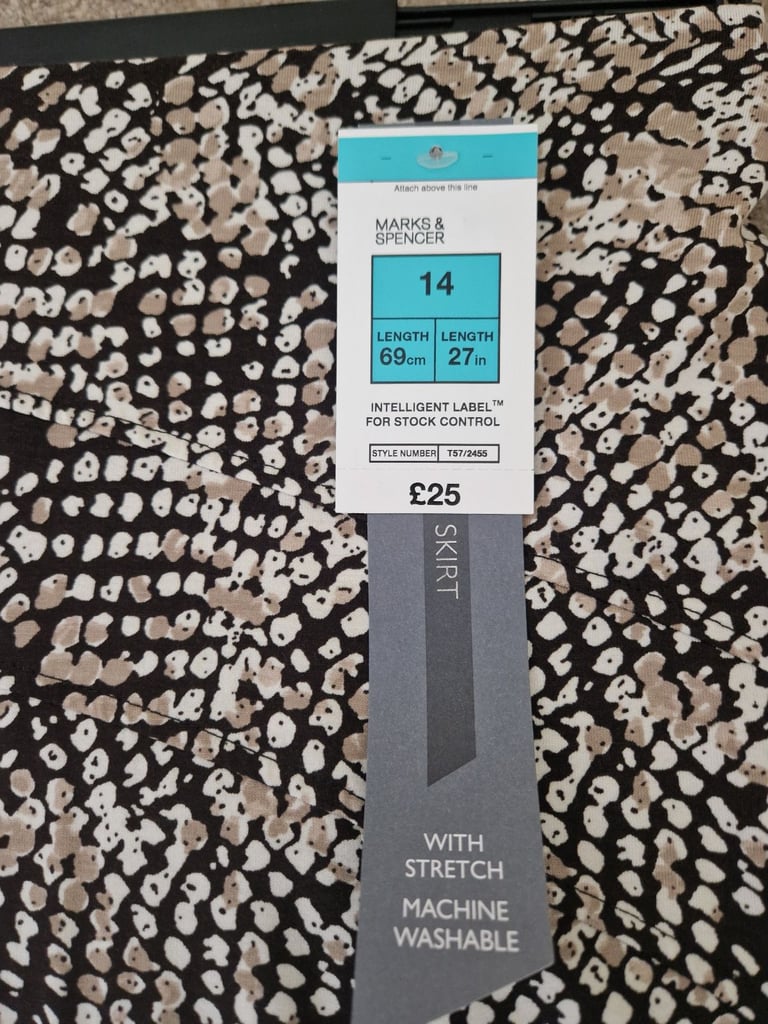 Attach above this line
MARKS &
SPENCER
14
LENGTH LENGTH
69cm 27in
INTELLIGENT LABEL™
FOR STOCK CONTROL
STYLE NUMBER T57/2455
£25
SKIRT
WITH
STRETCH
MACHINE
WASHABLE